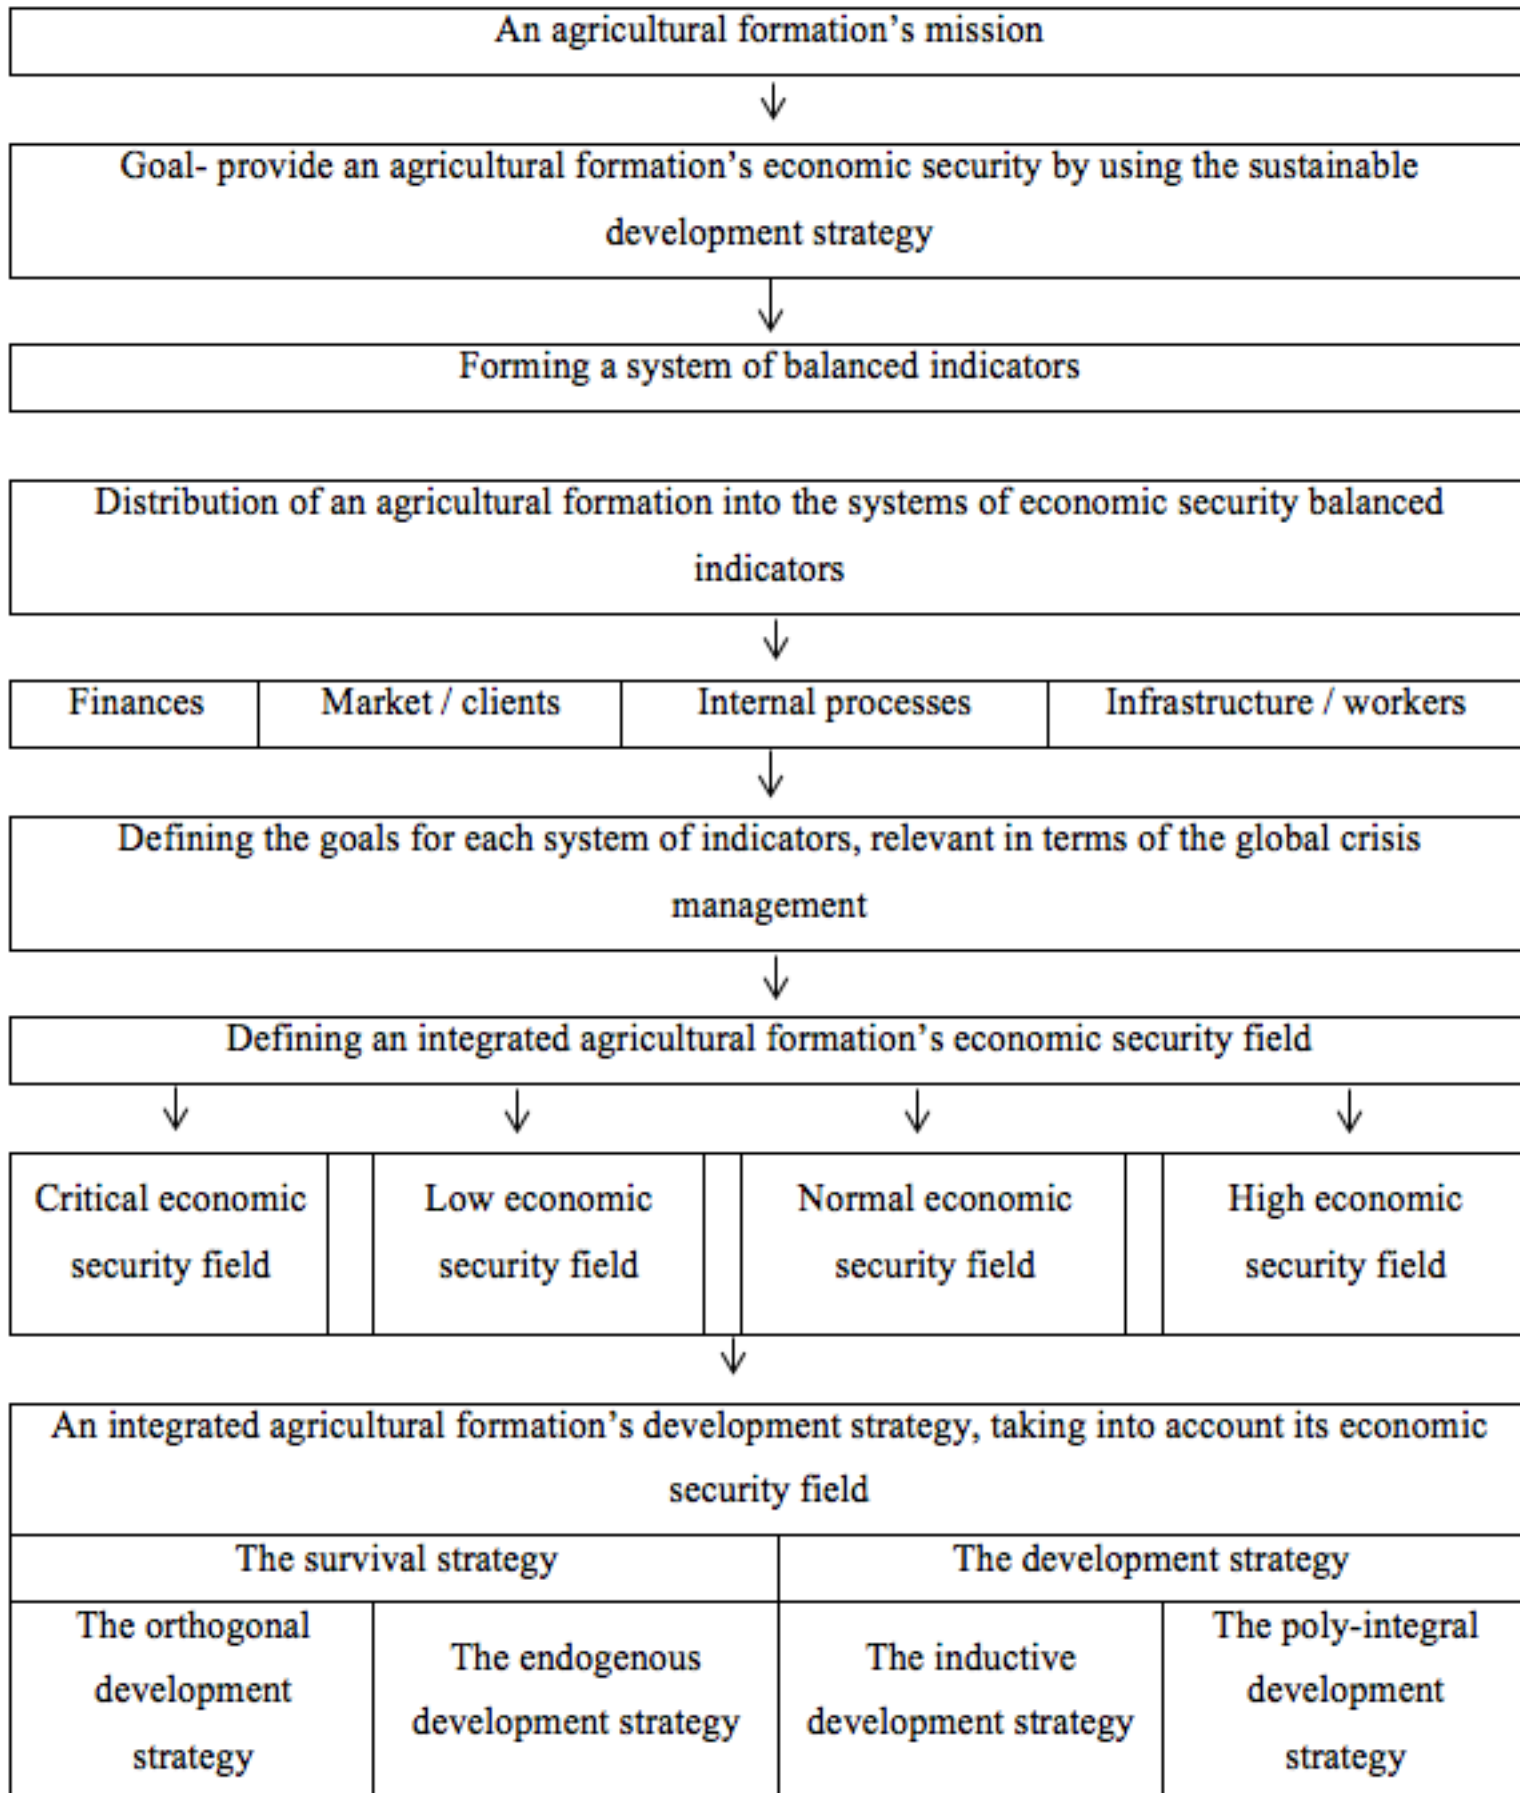 An agricultural formation’s mission
Goal- provide an agricultural formation’s economic security by using the sustainable
development strategy
Forming a system of balanced indicators
Distribution of an agricultural formation into the systems of economic security balanced
indicators
Finances
Market / clients
Internal processes
Infrastructure / workers
Defining the goals for each system of indicators, relevant in terms of the global crisis
management
Defining an integrated agricultural formation’s economic security field
Critical economic
security field
Low economic
security field
Normal economic
security field
High economic
security field
An integrated agricultural formation’s development strategy, taking into account its economic
security field
The survival strategy
The development strategy
The orthogonal
development
strategy
The endogenous
development strategy
The inductive
development strategy
The poly-integral
development
strategy